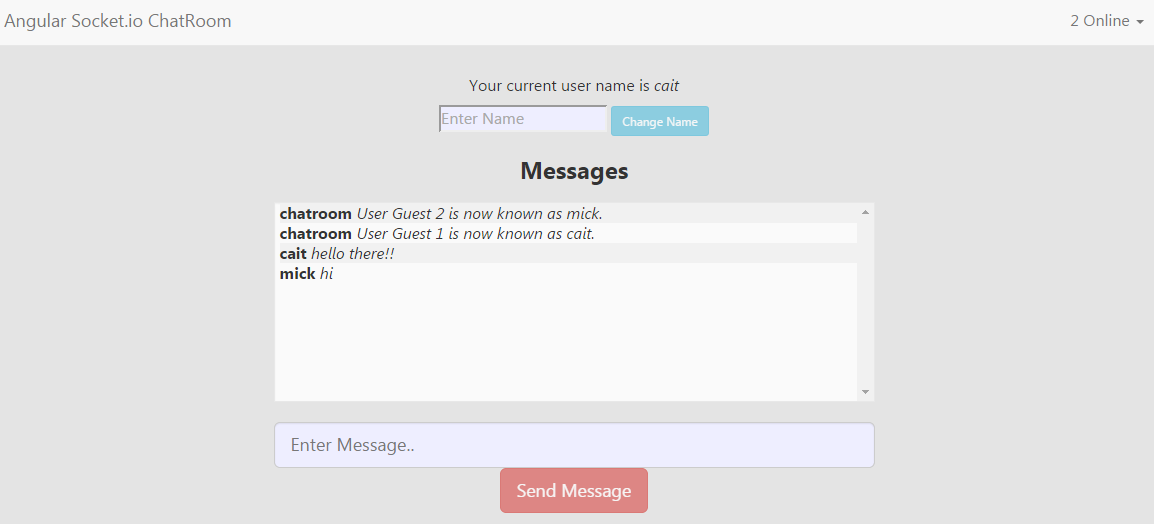 Angular Socket.io ChatRoom
2 Online
Your current user name is cait
Enter Name
Change Name
Messages
chatroom User Guest 2 is now known as mick.
chatroom User Guest 1 is now known as cait.
cait hello there!!
mick hi
Enter Message..
Send Message